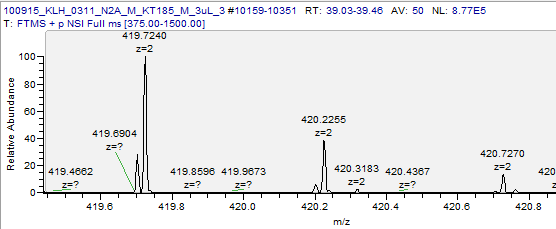 100915_KLH_0311_N2A_M_KT185_M_3uL_3 #10159-10351 RT: 39.03-39.46 AV: 50 NL: 8.77E5
T: FTMS + p NSI Full ms [375.00-1500.00]
419.7240
z=2
100
80
60
40
20
0
Relative Abundance
419.6904
z=?
420.2255
z=2
419.4662
z=?
419.8596
z=?
419.9673
z=?
420.3183
z=2
420.4367
z=?
420.7270
z=2
420.8
z=
419.6
419.8
420.0
420.2
420.4
420.6
420.8
m/z